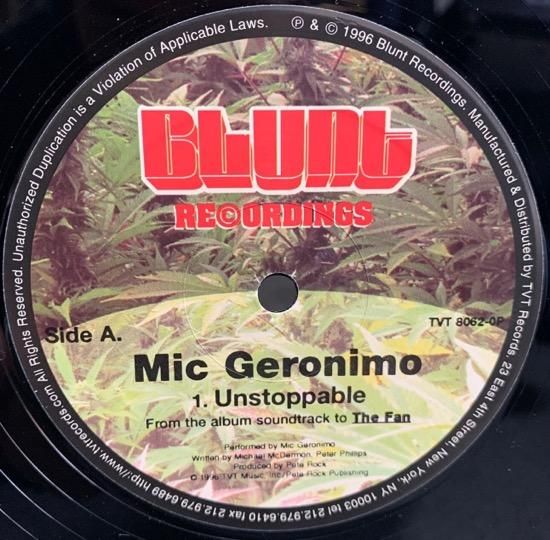 BLUNT
RE©ORDINGS
Side A.
TVT 8062-0P
Mic Geronimo
1. Unstoppable
From the album soundtrack to The Fan
Performed by Mic Geronimo
Written by Michael McDermon, Peter Phillips
Produced by Pete Rock
© 1996 TVT Music, Inc/Pete Rock Publishing
℗ & © 1996 Blunt Recordings. Manufactured & Distributed by TVT Records. 23 East 4th Street, New York, NY 10003 tel 212.979.6410 fax 212.979.6489 http://www.tvtrecords.com All Rights Reserved. Unauthorized Duplication is a Violation of Applicable Laws.